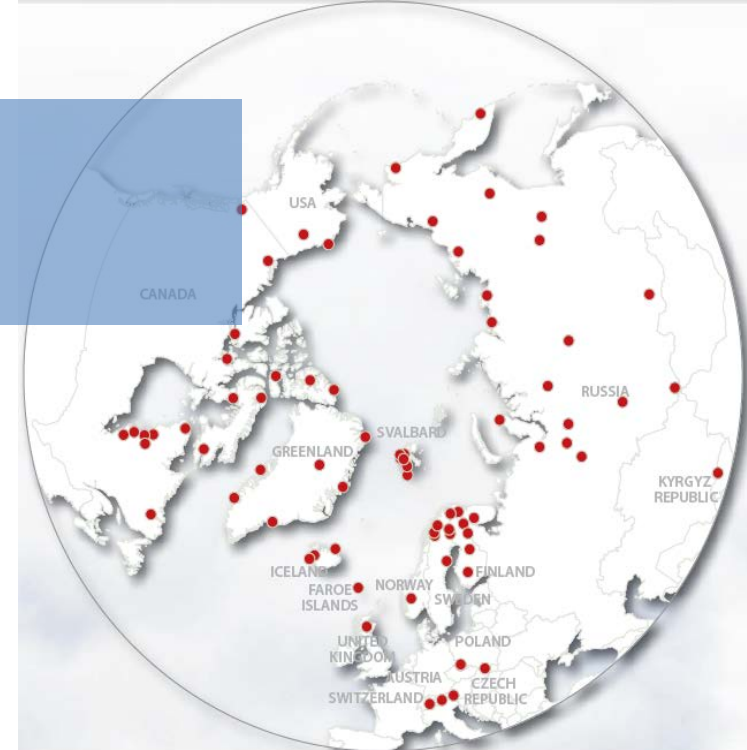 USA
CANADA
RUSSIA
SVALBARD
GREENLAND
KYRGYZ
REPUBLIC
ICELAND
FINLAND
NORWAY
FAROE
ISLANDS
SWEDEN
UNITED
KINGDOM
POLAND
AUSTRIA
CZECH
REPUBLIC
SWITZERLAND